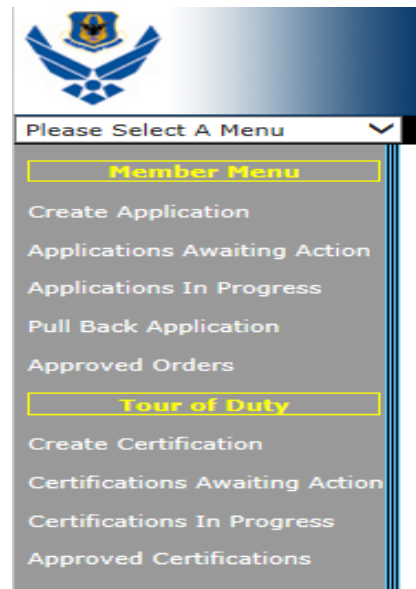 Please Select A Menu
Member Menu
Create Application
Applications Awaiting Action
Applications In Progress
Pull Back Application
Approved Orders
Tour of Duty
Create Certification
Certifications Awaiting Action
Certifications In Progress
Approved Certifications